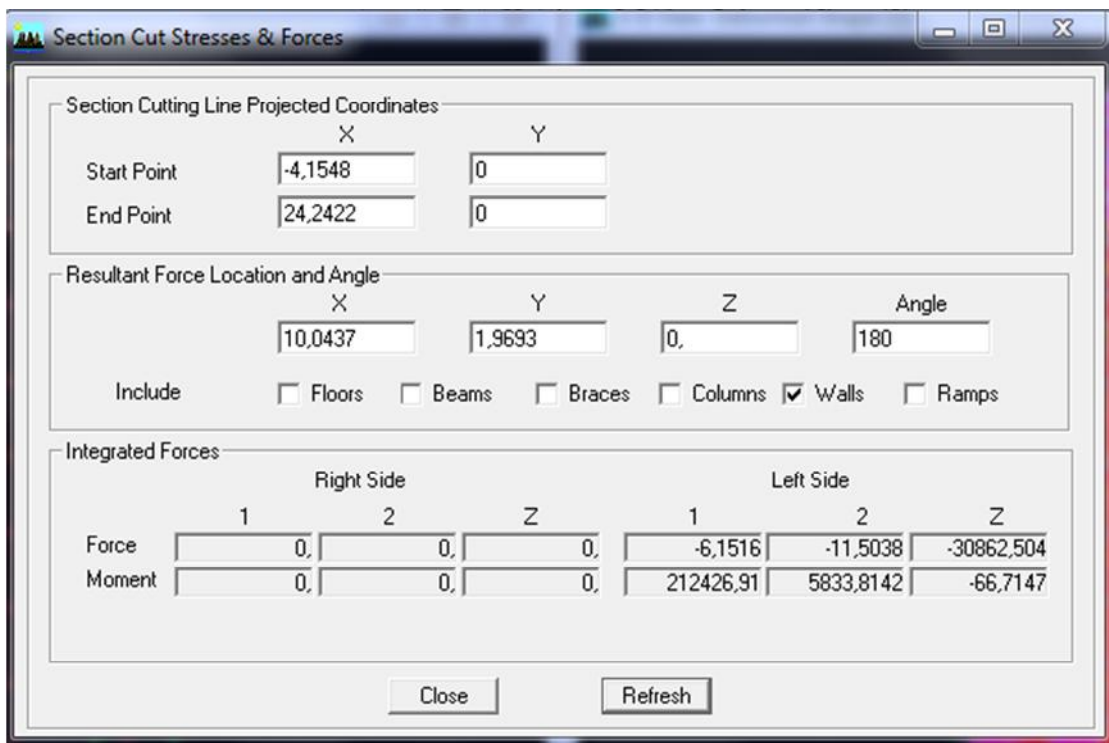 Section Cut Stresses & Forces
Section Cutting Line Projected Coordinates
X Y
Start Point -4,1548 0
End Point 24,2422 0
Resultant Force Location and Angle
X Y Z Angle
10,0437 1,9693 0, 180
Include Floors Beams Braces Columns Walls Ramps
Integrated Forces
Right Side Left Side
1 2 Z 1 2 Z
Force 0, 0, 0, -6,1516 -11,5038 -30862,504
Moment 0, 0, 0, 212426,91 5833,8142 -66,7147
Close Refresh